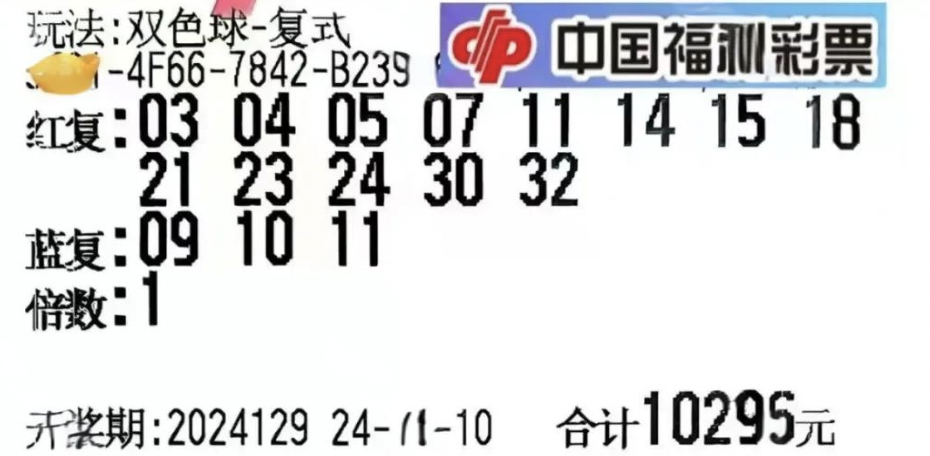 玩法:双色球-复式
中国福利彩票
-4F66-7842-B239
红复:03 04 05 07 11 14 15 18
21 23 24 30 32
蓝复:09 10 11
倍数:1
开奖期:2024129 24-11-10 合计10296元